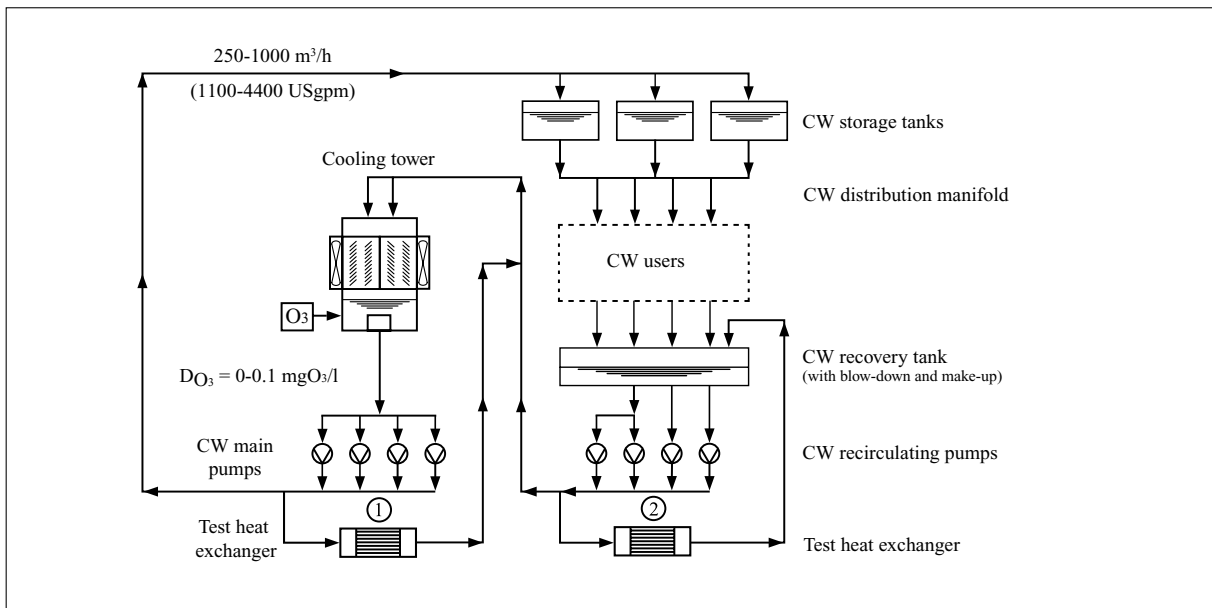 250-1000 m³/h
(1100-4400 USgpm)
CW storage tanks
Cooling tower
CW distribution manifold
CW users
O₃
CW recovery tank
(with blow-down and make-up)
D_O₃ = 0-0.1 mgO₃/l
CW main
pumps
CW recirculating pumps
1
2
Test heat
exchanger
Test heat exchanger